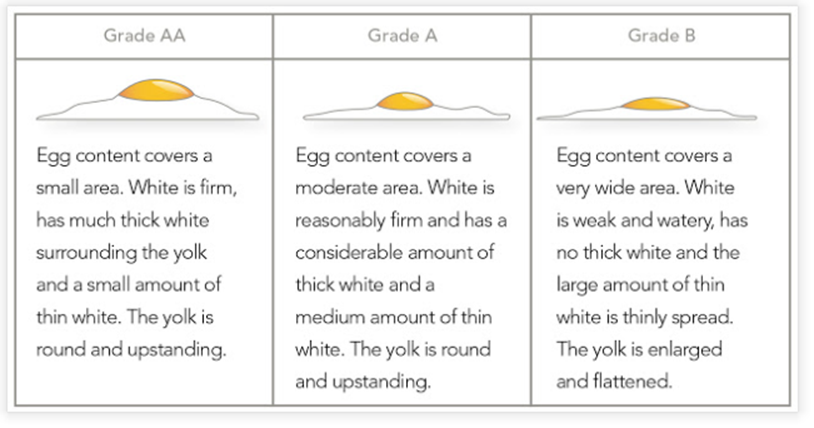 Grade AA
Egg content covers a
small area. White is firm,
has much thick white
surrounding the yolk
and a small amount of
thin white. The yolk is
round and upstanding.
Grade A
Egg content covers a
moderate area. White is
reasonably firm and has a
considerable amount of
thick white and a
medium amount of thin
white. The yolk is round
and upstanding.
Grade B
Egg content covers a
very wide area. White
is weak and watery, has
no thick white and the
large amount of thin
white is thinly spread.
The yolk is enlarged
and flattened.